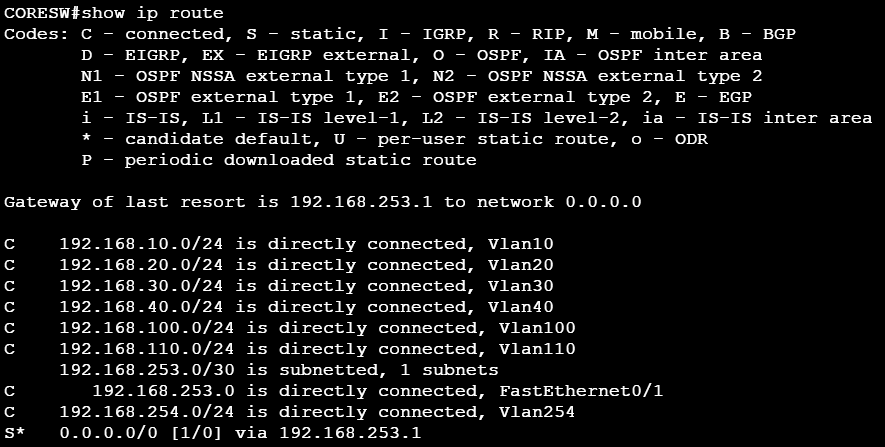 CORESW#show ip route
Codes: C - connected, S - static, I - IGRP, R - RIP, M - mobile, B - BGP
       D - EIGRP, EX - EIGRP external, O - OSPF, IA - OSPF inter area
       N1 - OSPF NSSA external type 1, N2 - OSPF NSSA external type 2
       E1 - OSPF external type 1, E2 - OSPF external type 2, E - EGP
       i - IS-IS, L1 - IS-IS level-1, L2 - IS-IS level-2, ia - IS-IS inter area
       * - candidate default, U - per-user static route, o - ODR
       P - periodic downloaded static route

Gateway of last resort is 192.168.253.1 to network 0.0.0.0

C    192.168.10.0/24 is directly connected, Vlan10
C    192.168.20.0/24 is directly connected, Vlan20
C    192.168.30.0/24 is directly connected, Vlan30
C    192.168.40.0/24 is directly connected, Vlan40
C    192.168.100.0/24 is directly connected, Vlan100
C    192.168.110.0/24 is directly connected, Vlan110
     192.168.253.0/30 is subnetted, 1 subnets
C       192.168.253.0 is directly connected, FastEthernet0/1
C    192.168.254.0/24 is directly connected, Vlan254
S*   0.0.0.0/0 [1/0] via 192.168.253.1